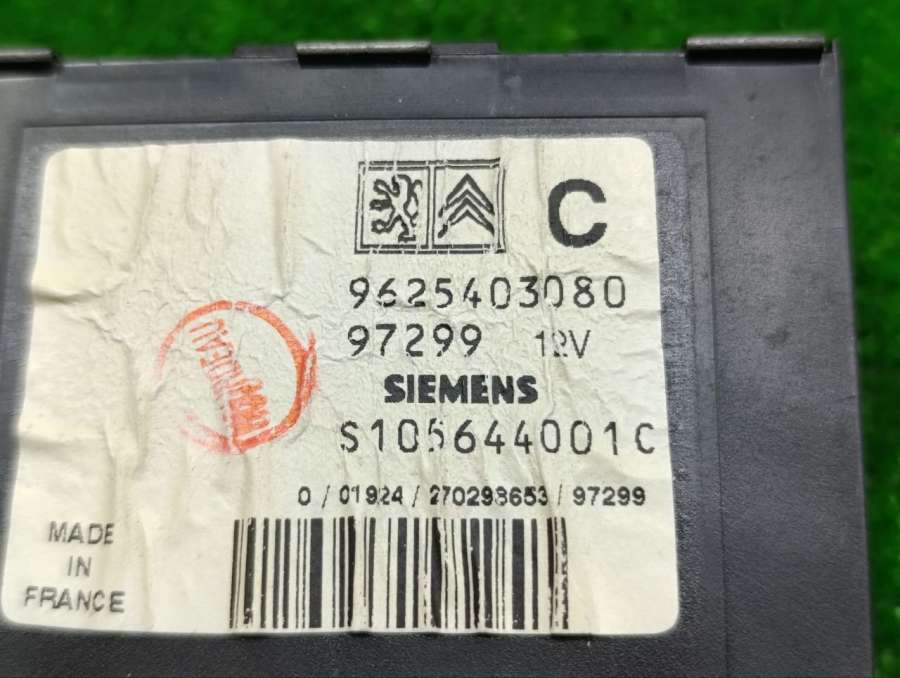 C
9625403080
97299 12V
SIEMENS
S105644001C
0 / 01924 / 270298653 / 97299
MADE
IN
FRANCE